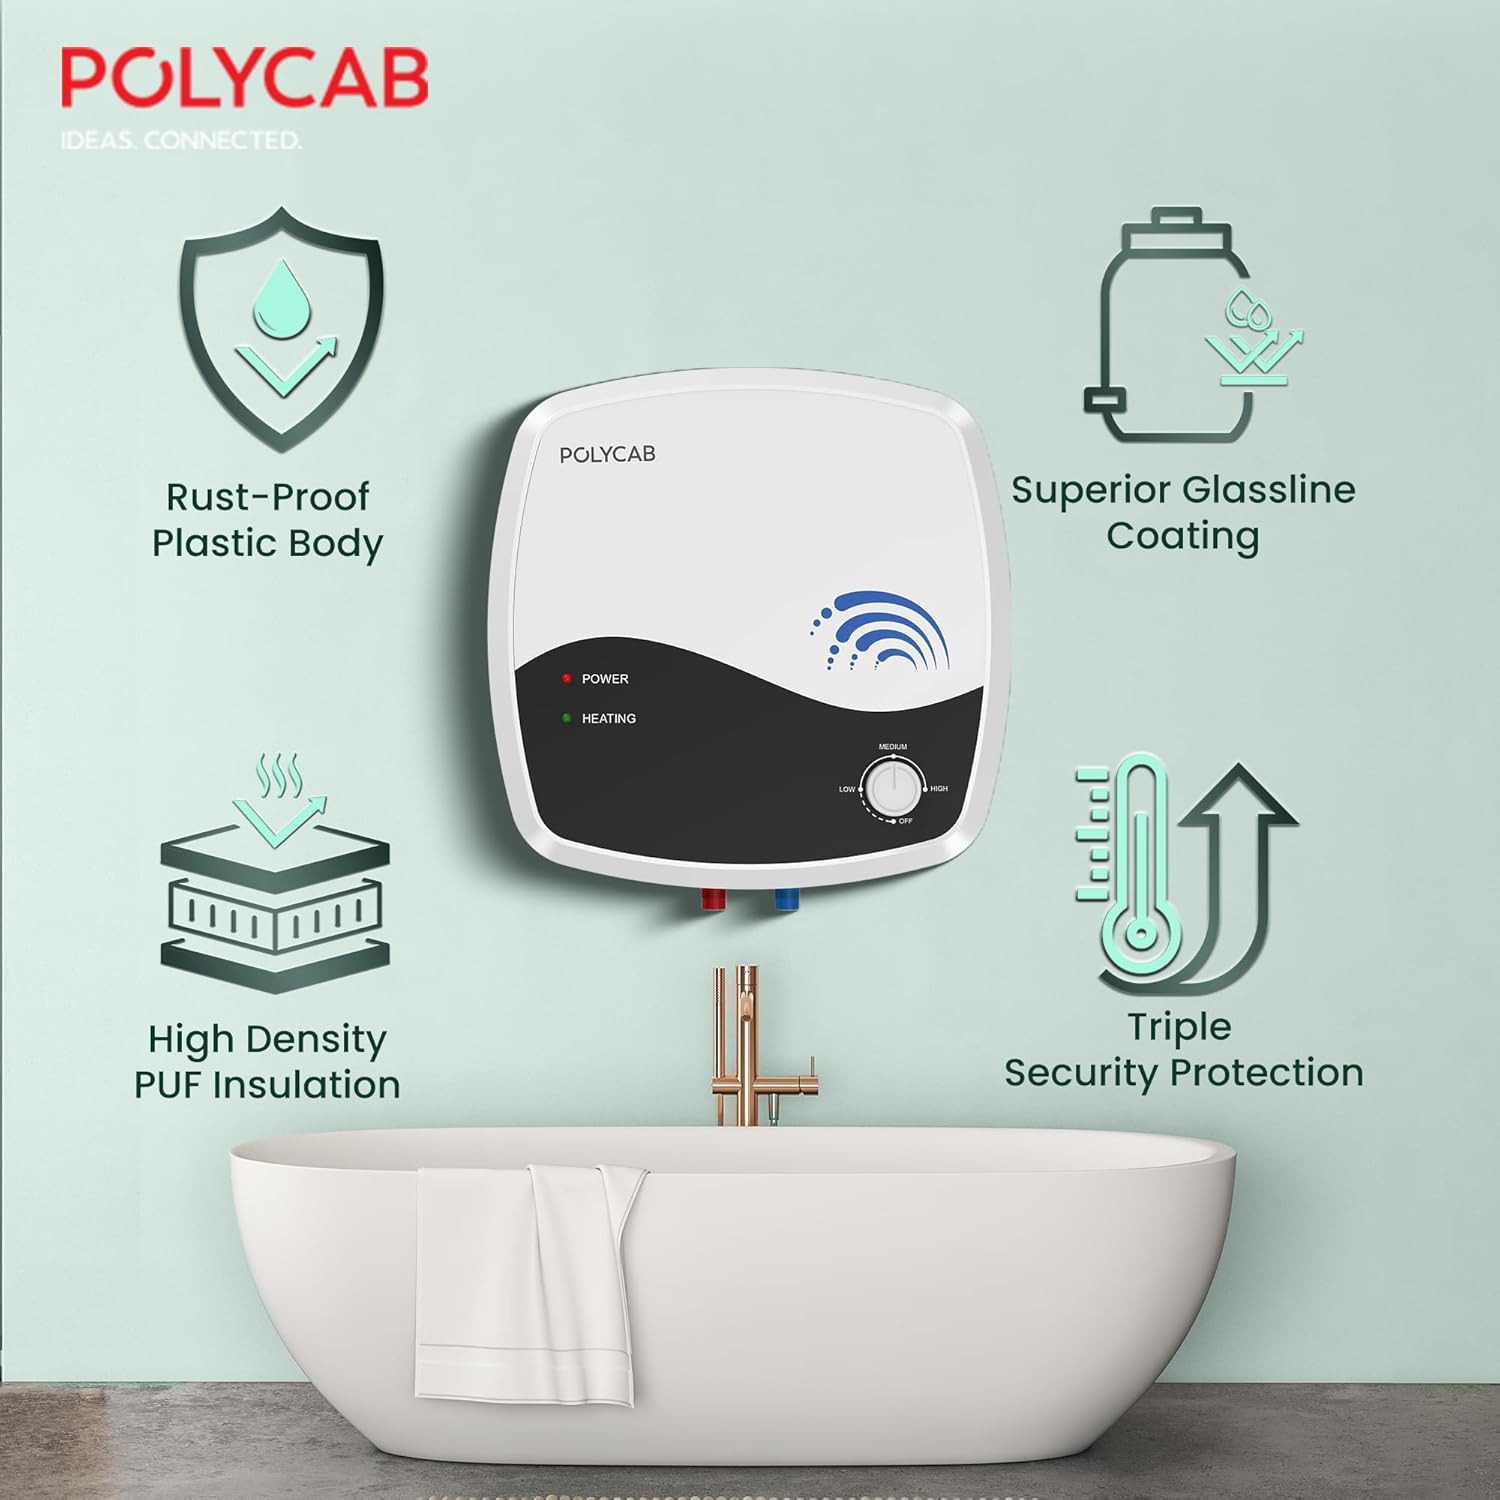 POLYCAB
IDEAS. CONNECTED.
Rust-Proof
Plastic Body
Superior Glassline
Coating
POLYCAB
POWER
HEATING
MEDIUM
LOW
HIGH
OFF
High Density
PUF Insulation
Triple
Security Protection